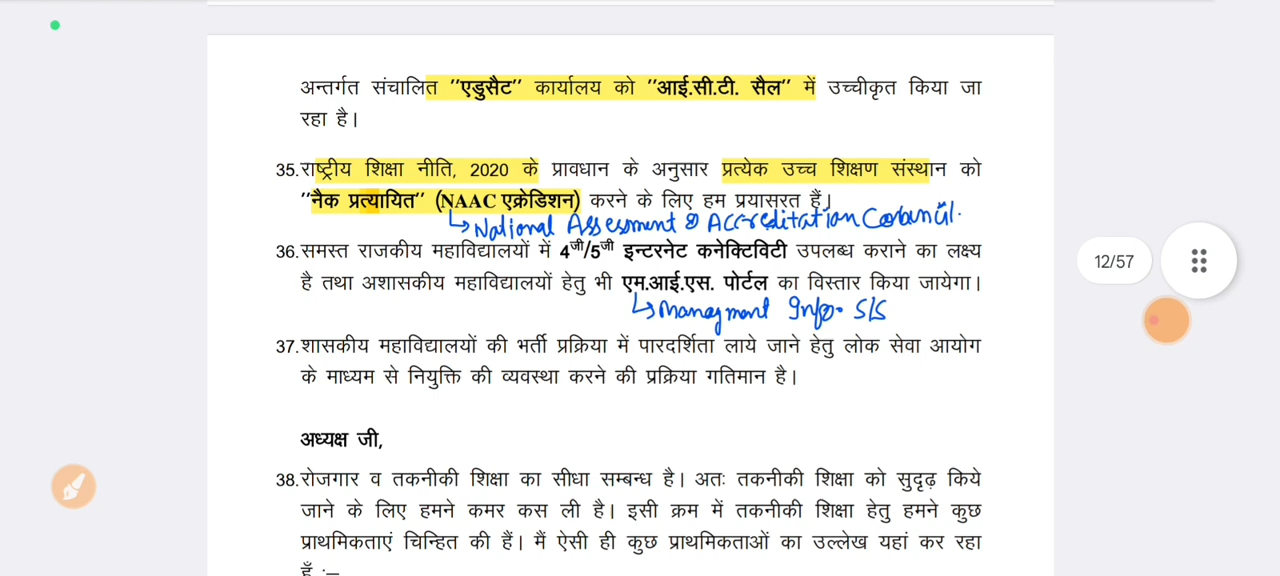 अन्तर्गत संचालित ″एडुसैट″ कार्यालय को ″आई.सी.टी. सैल″ में उच्चीकृत किया जा
रहा है।
35. राष्ट्रीय शिक्षा नीति, 2020 के प्रावधान के अनुसार प्रत्येक उच्च शिक्षण संस्थान को
″नैक प्रत्यायित″ (NAAC एक्रेडिशन) करने के लिए हम प्रयासरत हैं।
National Assessment & Accreditation
36. समस्त राजकीय महाविद्यालयों में 4जी/5जी इन्टरनेट कनेक्टिविटी उपलब्ध कराने का लक्ष्य
है तथा अशासकीय महाविद्यालयों हेतु भी एम.आई.एस. पोर्टल का विस्तार किया जायेगा।
Managment Info. S/S
37. शासकीय महाविद्यालयों की भर्ती प्रक्रिया में पारदर्शिता लाये जाने हेतु लोक सेवा आयोग
के माध्यम से नियुक्ति की व्यवस्था करने की प्रक्रिया गतिमान है।
अध्यक्ष जी,
38. रोजगार व तकनीकी शिक्षा का सीधा सम्बन्ध है। अतः तकनीकी शिक्षा को सुदृढ़ किये
जाने के लिए हमने कमर कस ली है। इसी क्रम में तकनीकी शिक्षा हेतु हमने कुछ
प्राथमिकताएं चिन्हित की हैं। मैं ऐसी ही कुछ प्राथमिकताओं का उल्लेख यहां कर रहा
हूँ :–
12/57